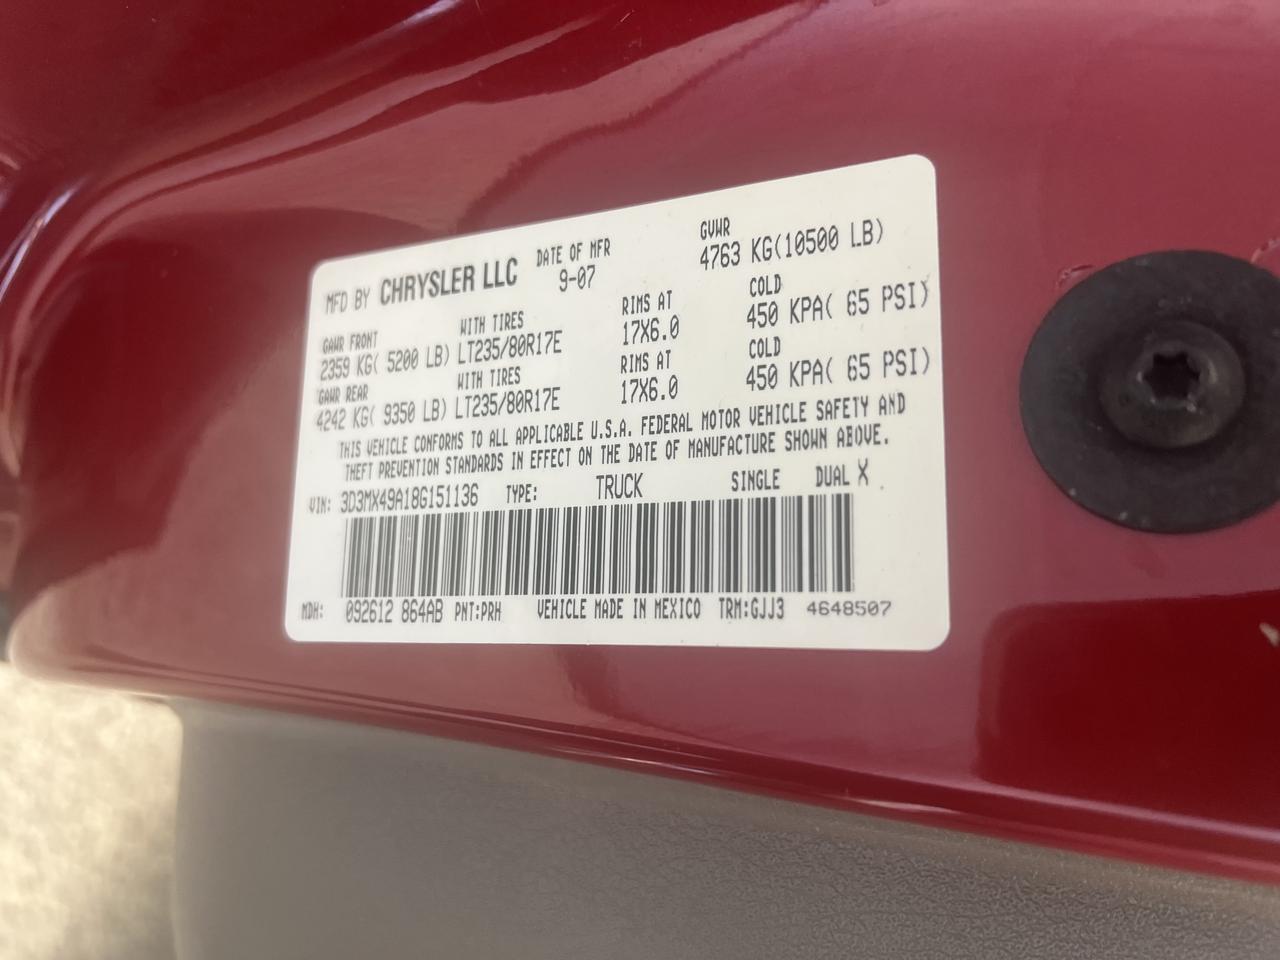 MFD BY CHRYSLER LLC DATE OF MFR 9-07 GVWR 4763 KG(10500 LB)
GAWR FRONT WITH TIRES RIMS AT COLD
2359 KG( 5200 LB) LT235/80R17E 17X6.0 450 KPA( 65 PSI)
GAWR REAR WITH TIRES RIMS AT COLD
4242 KG( 9350 LB) LT235/80R17E 17X6.0 450 KPA( 65 PSI)
THIS VEHICLE CONFORMS TO ALL APPLICABLE U.S.A. FEDERAL MOTOR VEHICLE SAFETY AND
THEFT PREVENTION STANDARDS IN EFFECT ON THE DATE OF MANUFACTURE SHOWN ABOVE.
VIN: 3D3MX49A18G151136 TYPE: TRUCK SINGLE DUAL X
MDH: 092612 864AB PNT:PRH VEHICLE MADE IN MEXICO TRM:GJJ3 4648507